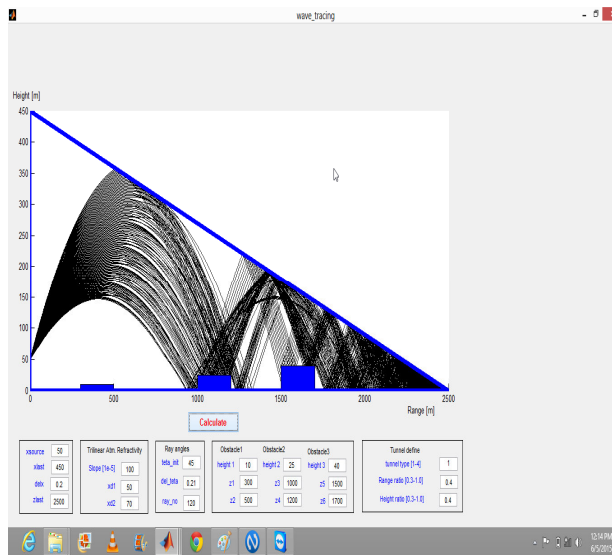 wave_tracing
Height [m]
450
400
350
300
250
200
150
100
50
0
0 500 1000 1500 2000 2500
Range [m]
Calculate
xsource 50
xlast 450
delx 0.2
zlast 2500
Trilinear Atm. Refractivity
Slope [1e-5] 100
xd1 50
xd2 70
Ray angles
teta_init 45
del_teta 0.21
ray_no 120
Obstacle1 Obstacle2 Obstacle3
height 1 10 height 2 25 height 3 40
z1 300 z3 1000 z5 1500
z2 500 z4 1200 z6 1700
Tunnel define
tunnel type [1-4] 1
Range ratio [0.3-1.0] 0.4
Height ratio [0.3-1.0] 0.4
12:14 PM